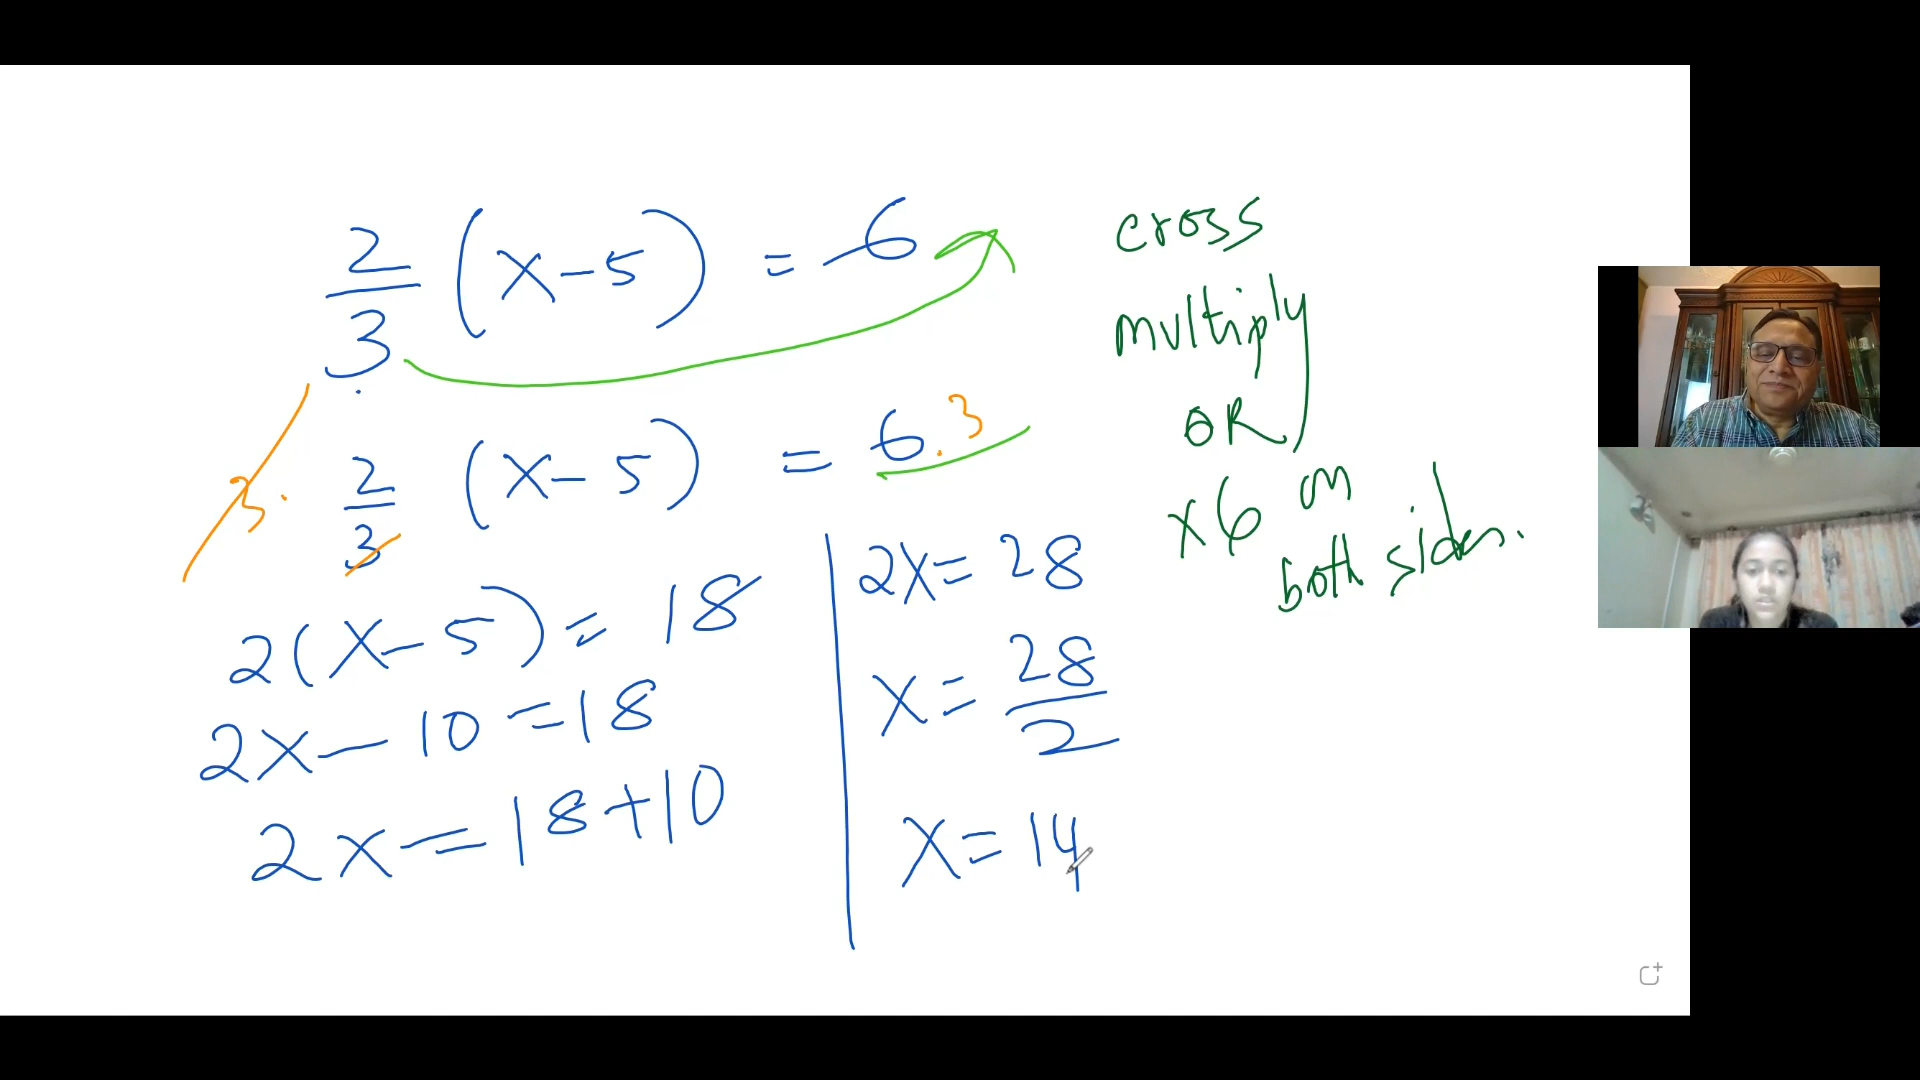 2/3 (x-5) = 6
3. 2/3 (x-5) = 6.3
2(x-5) = 18
2x-10 = 18
2x = 18+10
2x = 28
x = 28/2
x = 14
cross
multiply
OR
x6 on
both sides.